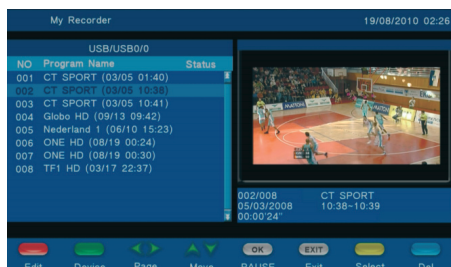 My Recorder 19/08/2010 02:26
USB/USB0/0
NO Program Name Status
001 CT SPORT (03/05 01:40)
002 CT SPORT (03/05 10:38)
003 CT SPORT (03/05 10:41)
004 Globo HD (09/13 09:42)
005 Nederland 1 (06/10 15:23)
006 ONE HD (08/19 00:24)
007 ONE HD (08/19 00:30)
008 TF1 HD (03/17 22:37)
002/008 CT SPORT
05/03/2008 10:38~10:39
00:00'24"
OK EXIT
Edit Device Page Move PAUSE Exit Select Del